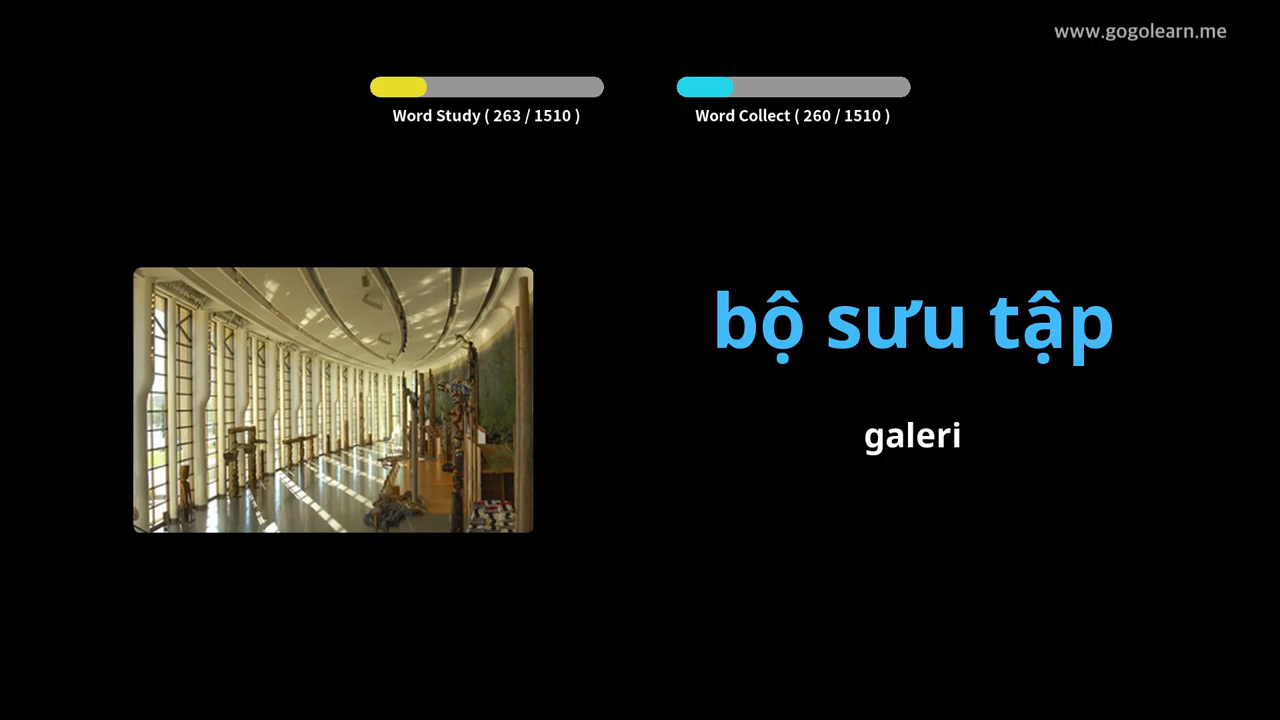 www.gogolearn.me
Word Study ( 263 / 1510 )
Word Collect ( 260 / 1510 )
bộ sưu tập
galeri